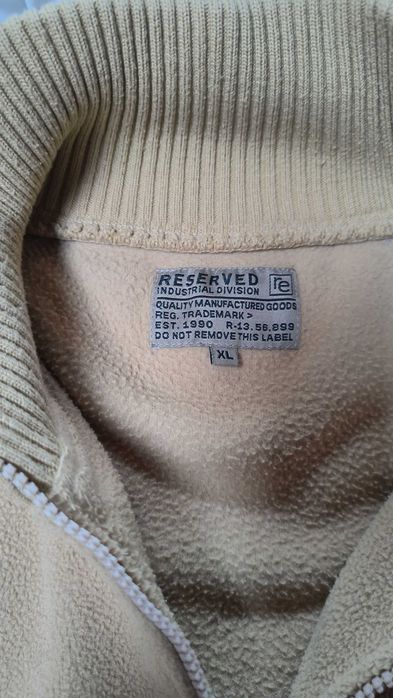 RESERVED re
INDUSTRIAL DIVISION
QUALITY MANUFACTURED GOODS
REG. TRADEMARK >
EST. 1990 R-13.56.899
DO NOT REMOVE THIS LABEL
XL